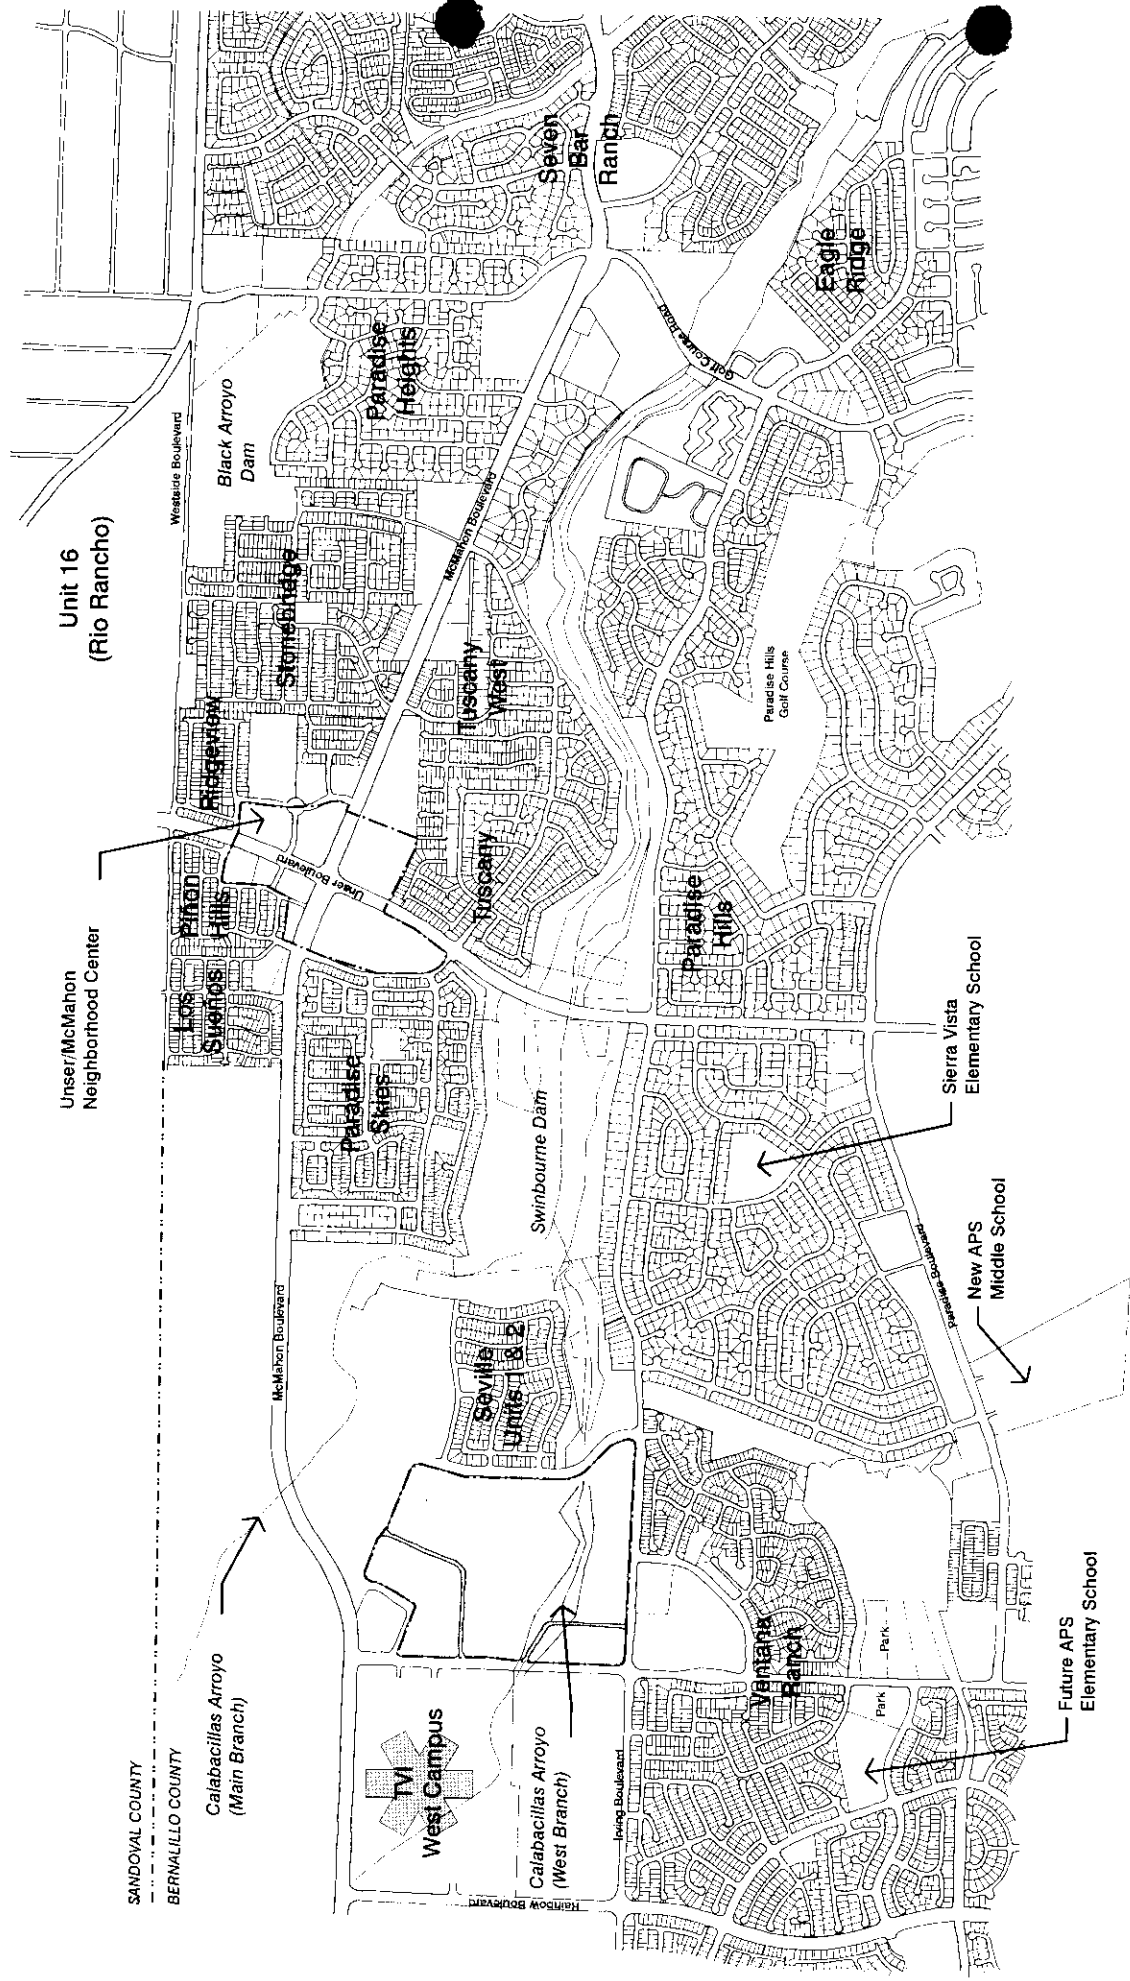 SANDOVAL COUNTY
BERNALILLO COUNTY
Calabacillas Arroyo
(Main Branch)
TVI
West Campus
Calabacillas Arroyo
(West Branch)
Rainbow Boulevard
Irving Boulevard
McMahon Boulevard
Seville
Units 1 & 2
Ventana
Ranch
Park
Park
Future APS
Elementary School
New APS
Middle School
Paradise Boulevard
Sierra Vista
Elementary School
Swinbourne Dam
Paradise
Skies
Los
Sueños
Piñon
Hills
Unser/McMahon
Neighborhood Center
Unser Boulevard
Unser Boulevard
Ridgeview
Tuscany
Paradise
Hills
Unit 16
(Rio Rancho)
Stonebridge
Tuscany
West
McMahon Boulevard
Paradise Hills
Golf Course
Westside Boulevard
Black Arroyo
Dam
Paradise
Heights
Golf Course Road
Eagle
Ridge
Seven
Bar
Ranch